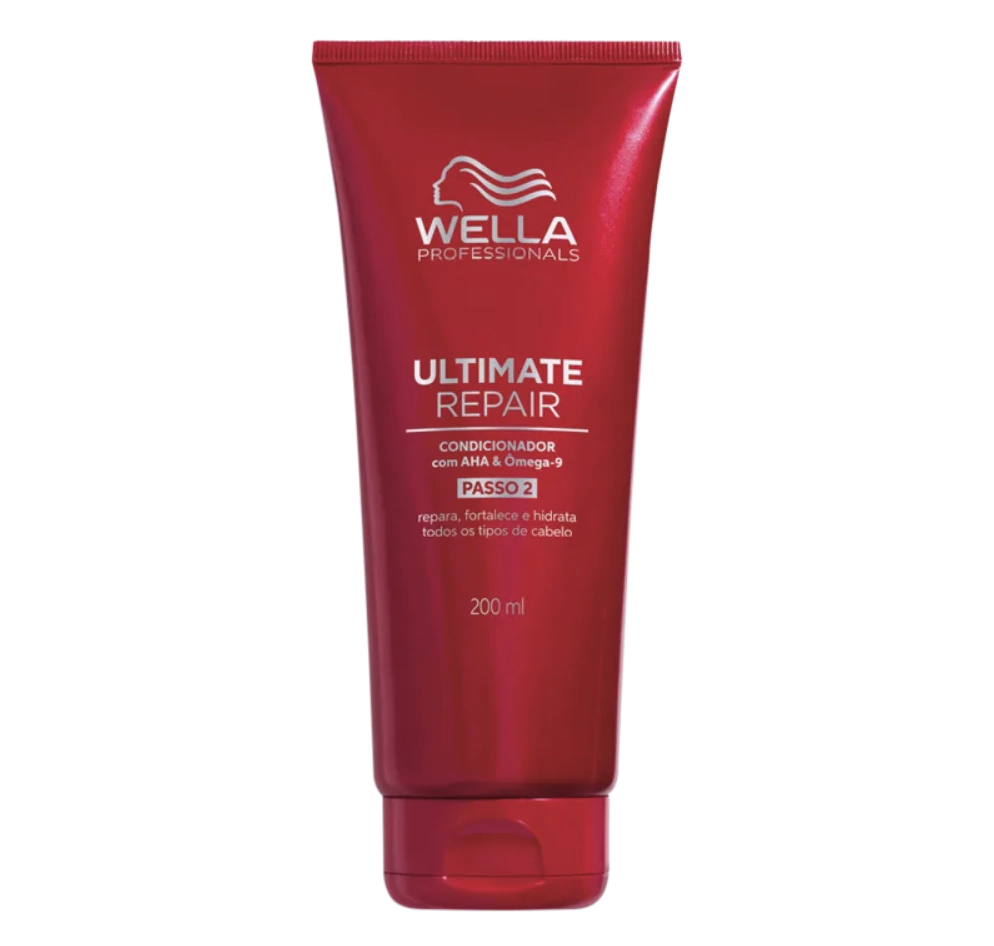 WELLA
PROFESSIONALS
ULTIMATE
REPAIR
CONDICIONADOR
com AHA & Ômega-9
PASSO 2
repara, fortalece e hidrata
todos os tipos de cabelo
200 ml